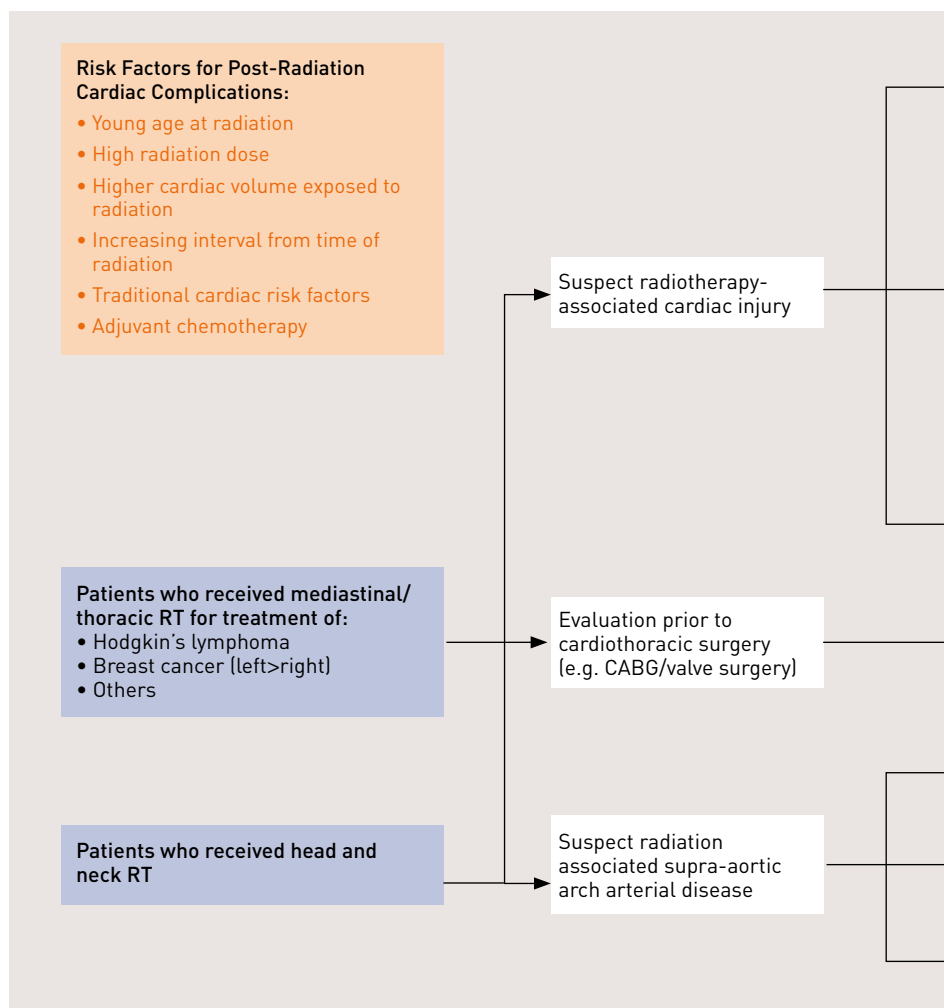 Risk Factors for Post-Radiation
Cardiac Complications:
• Young age at radiation
• High radiation dose
• Higher cardiac volume exposed to
radiation
• Increasing interval from time of
radiation
• Traditional cardiac risk factors
• Adjuvant chemotherapy
Suspect radiotherapy-
associated cardiac injury
Patients who received mediastinal/
thoracic RT for treatment of:
• Hodgkin's lymphoma
• Breast cancer (left>right)
• Others
Evaluation prior to
cardiothoracic surgery
(e.g. CABG/valve surgery)
Patients who received head and
neck RT
Suspect radiation
associated supra-aortic
arch arterial disease